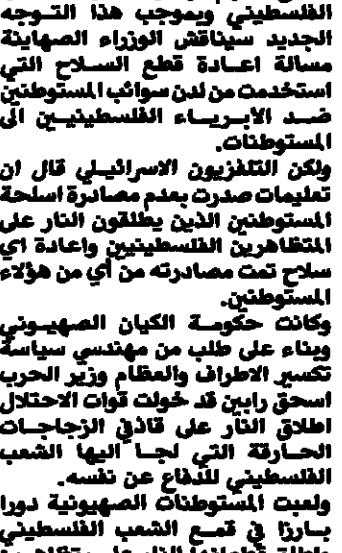 الفلسطيني وبموجب هذا التوجه
الجديد سيناقش الوزراء الصهاينة
مسالة اعادة قطع السلاح التي
استخدمت من لدن سوائب المستوطنين
ضد الأبرياء الفلسطينيين الى
المستوطنات.
ولكن التلفزيون الاسرائيلي قال ان
تعليمات صدرت بعدم مصادرة اسلحة
المستوطنين الذين يطلقون النار على
المتظاهرين الفلسطينيين واعادة اي
سلاح تمت مصادرته من أي من هؤلاء
المستوطنين.
وكانت حكومة الكيان الصهيوني
وبناء على طلب من مهندسي سياسة
تكسير الاطراف والعظام وزير الحرب
اسحق رابين قد خولت قوات الاحتلال
اطلاق النار على قاذفي الزجاجات
الحارقة التي لجا اليها الشعب
الفلسطيني للدفاع عن نفسه.
ولعبت المستوطنات الصهيونية دورا
بارزا في قمع الشعب الفلسطيني